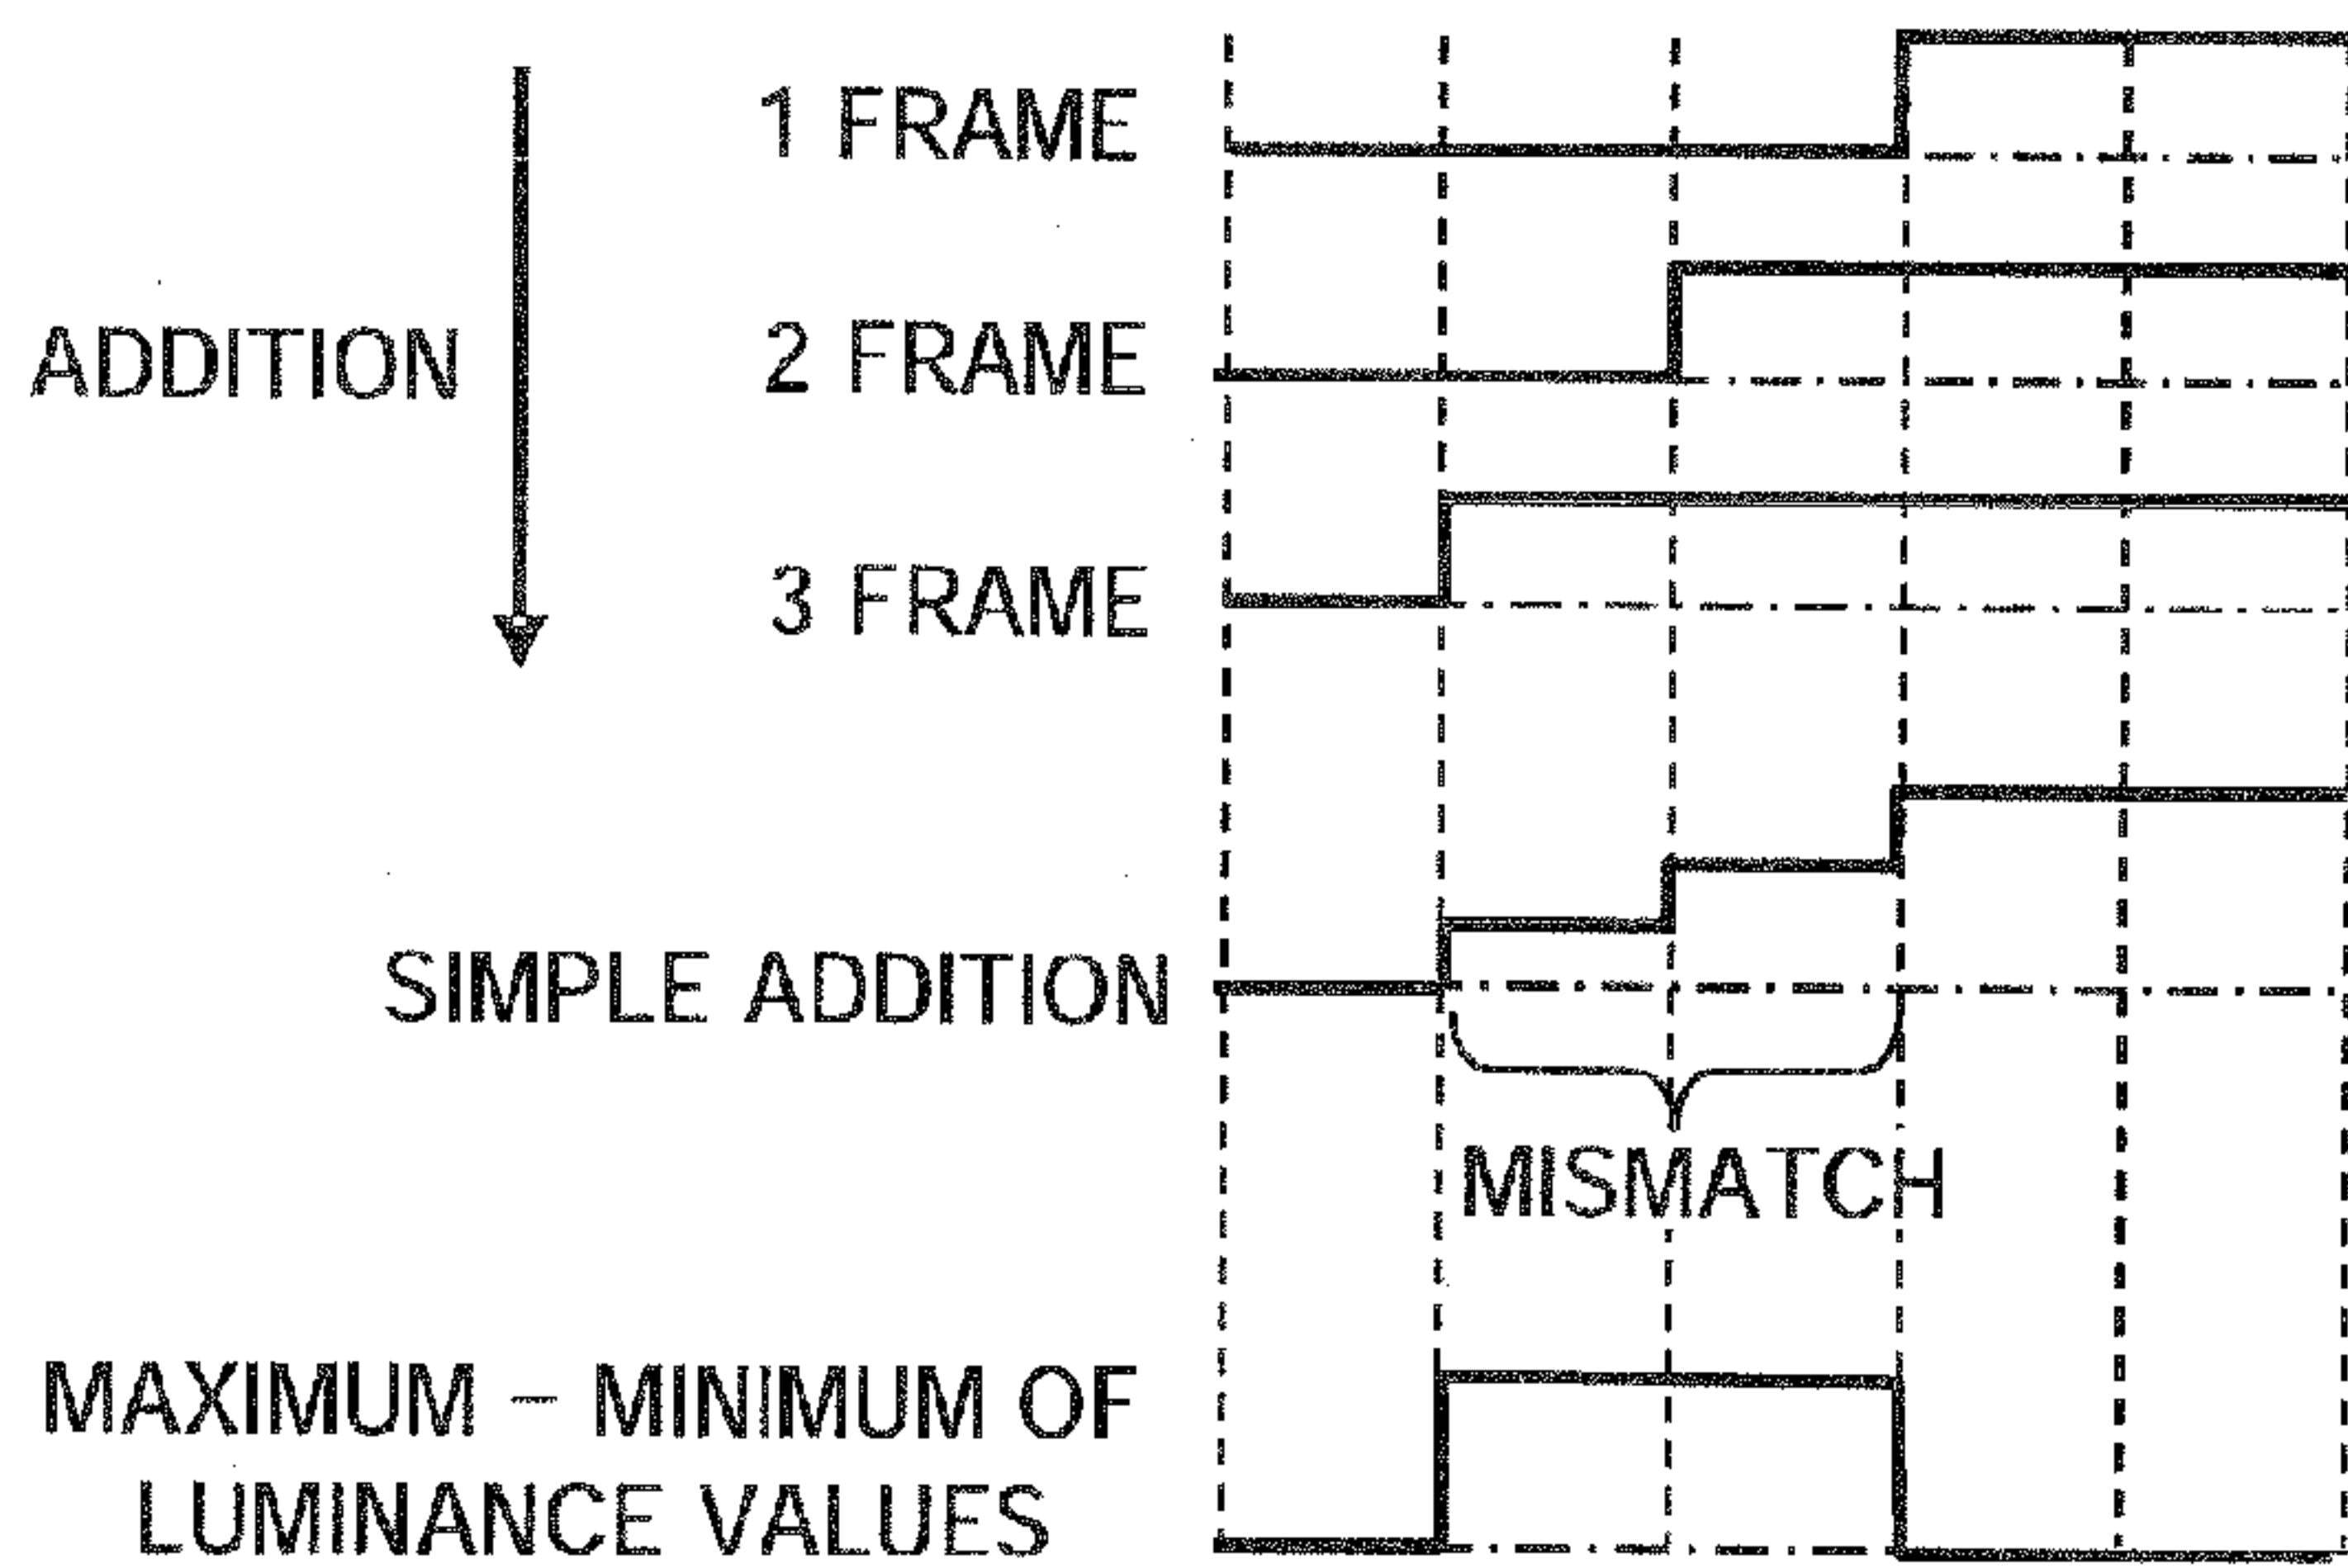 1 FRAME
ADDITION
2 FRAME
3 FRAME
SIMPLE ADDITION
MISMATCH
MAXIMUM - MINIMUM OF
LUMINANCE VALUES